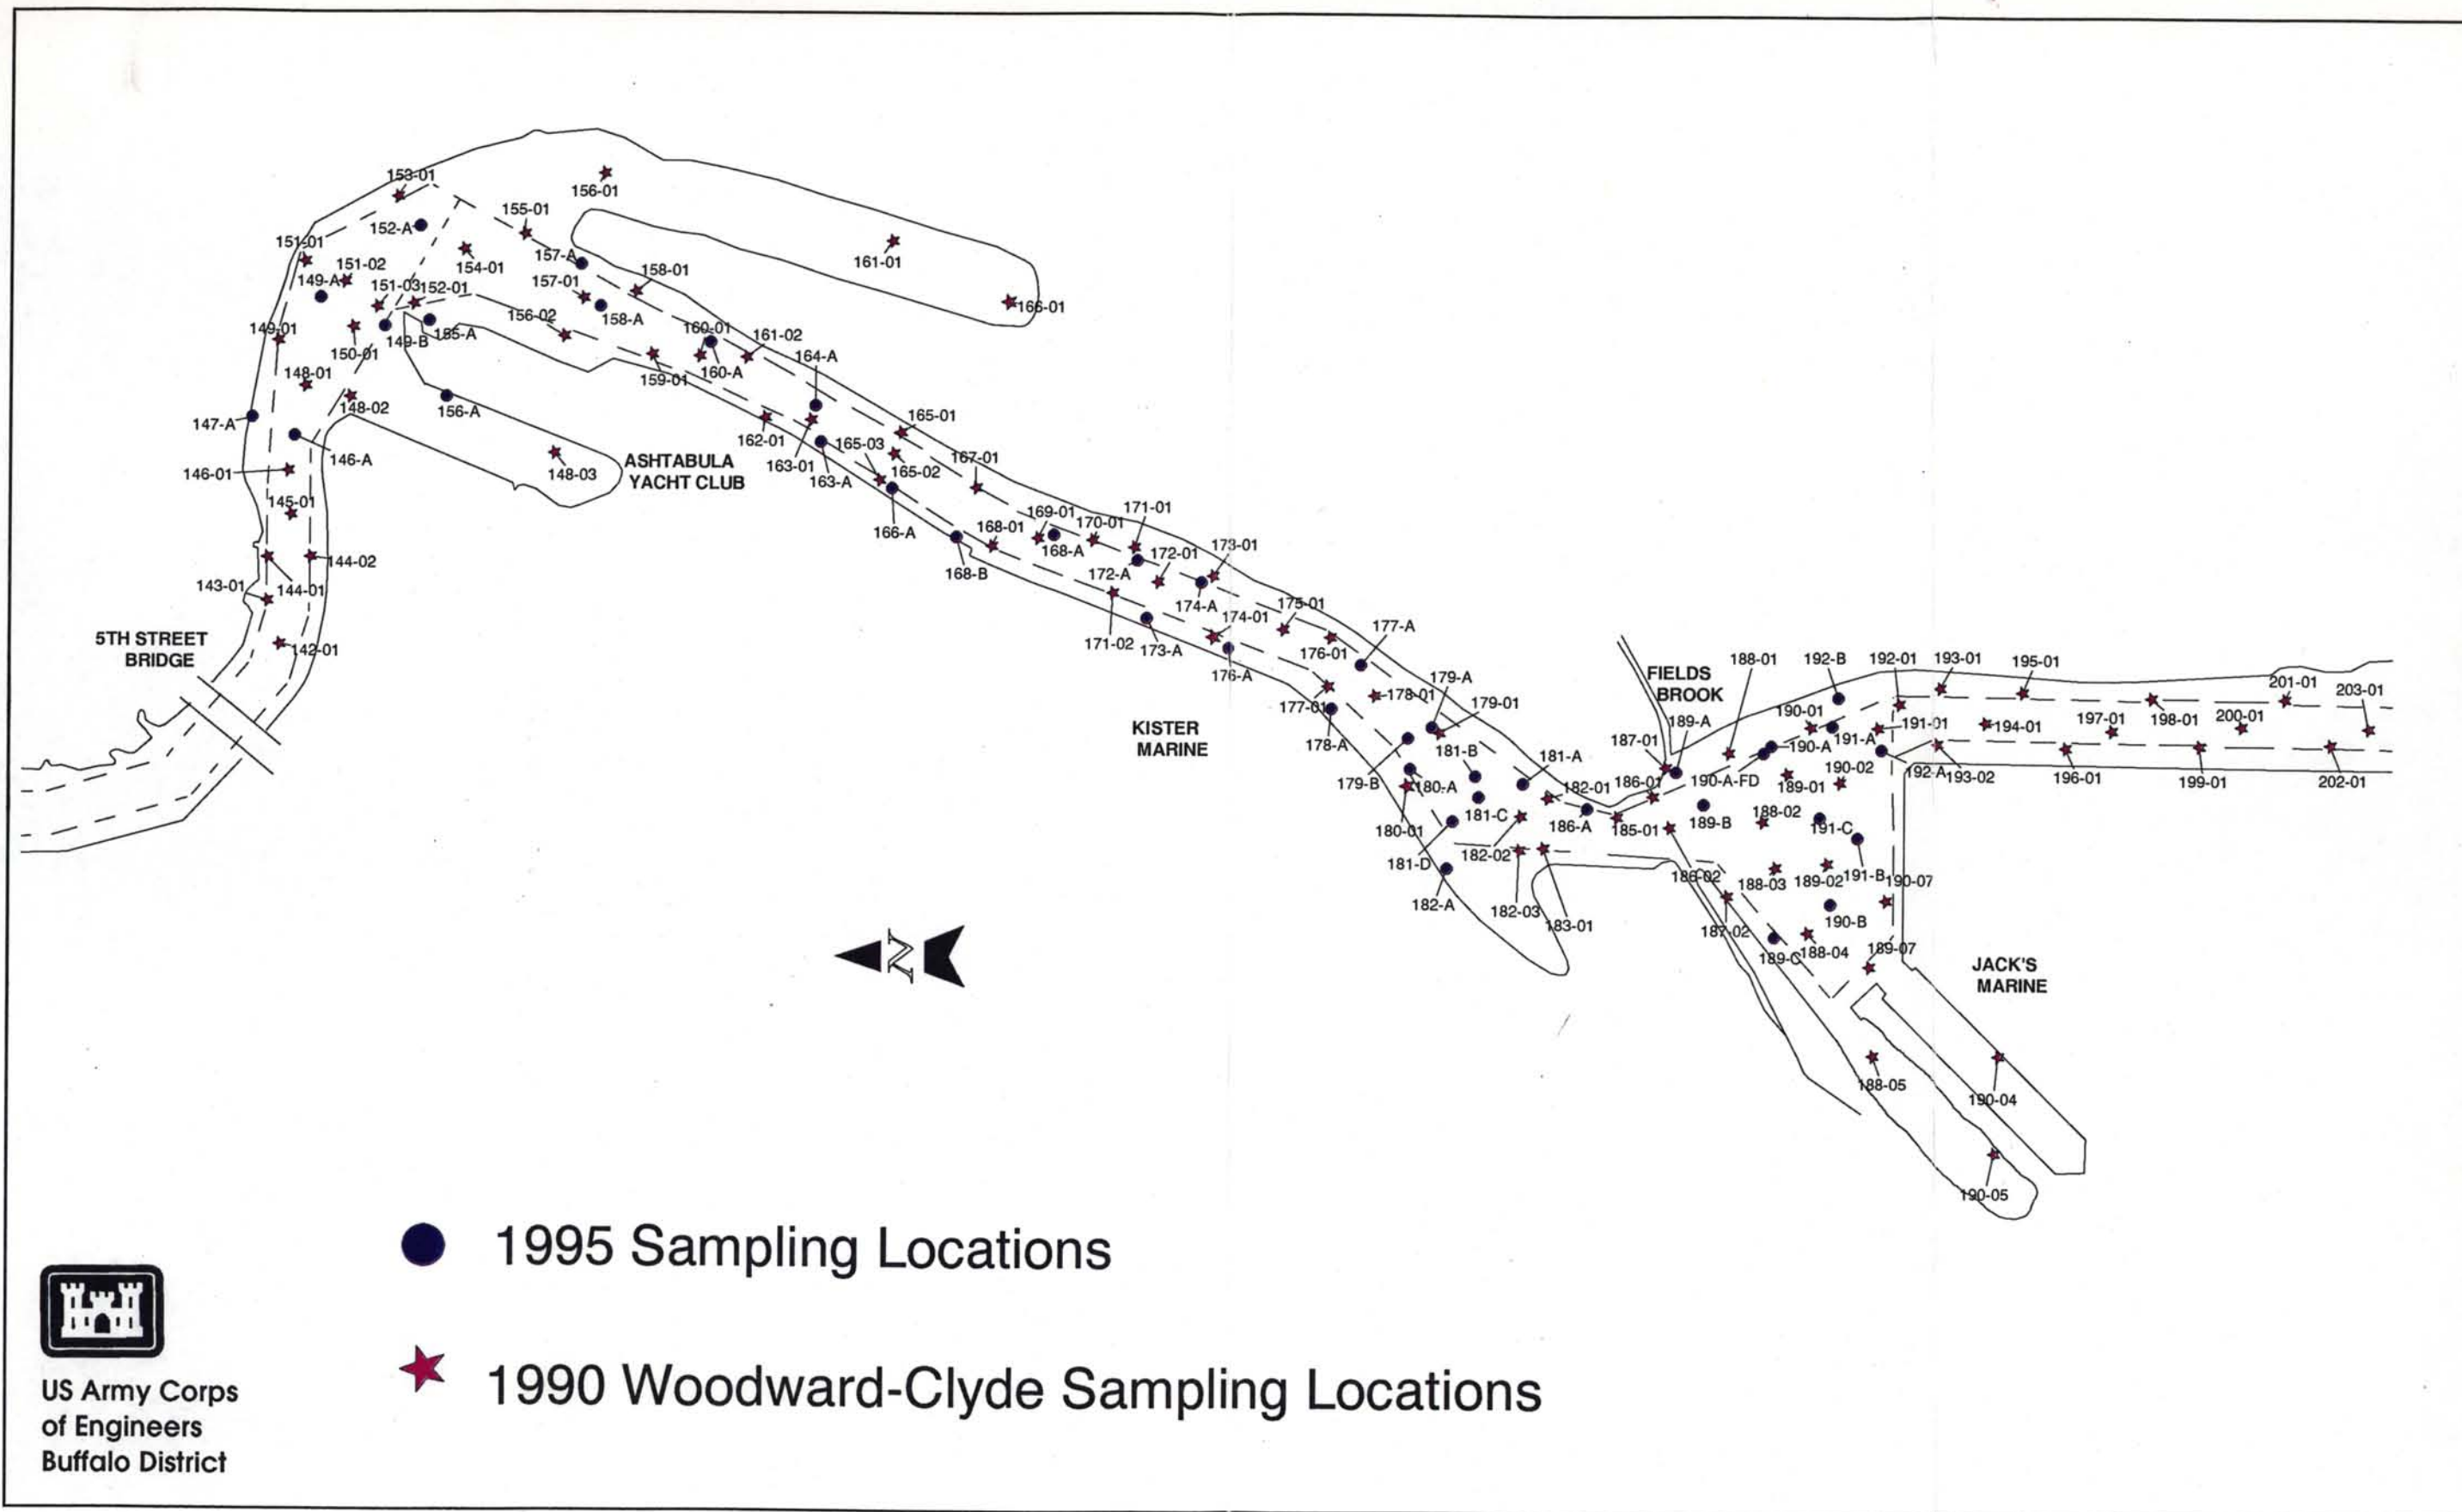 153-01
156-01
152-A
155-01
151-01
151-02
154-01
157-A
149-A
151-03
152-01
157-01
158-01
161-01
166-01
149-01
156-02
158-A
150-01
149-B
155-A
160-01
161-02
164-A
148-01
148-02
159-01
160-A
147-A
156-A
165-01
146-A
162-01
165-03
146-01
148-03
ASHTABULA
YACHT CLUB
163-01
163-A
165-02
167-01
145-01
166-A
168-01
169-01
170-01
171-01
168-A
172-01
173-01
144-02
143-01
144-01
168-B
172-A
174-A
174-01
175-01
142-01
5TH STREET
BRIDGE
171-02
173-A
176-A
176-01
177-A
177-01
178-01
179-A
179-01
KISTER
MARINE
178-A
181-B
179-B
180-A
181-A
182-01
180-01
181-C
186-A
181-D
182-02
182-A
182-03
183-01
FIELDS
BROOK
188-01
192-B
192-01
193-01
195-01
201-01
203-01
189-A
190-01
191-01
194-01
197-01
198-01
200-01
187-01
190-A
191-A
186-01
190-A-FD
190-02
192-A
193-02
196-01
199-01
202-01
189-01
185-01
189-B
188-02
191-C
186-02
188-03
189-02
191-B
190-07
187-02
190-B
189-C
188-04
189-07
JACK'S
MARINE
188-05
190-04
190-05
N
1995 Sampling Locations
1990 Woodward-Clyde Sampling Locations
US Army Corps
of Engineers
Buffalo District